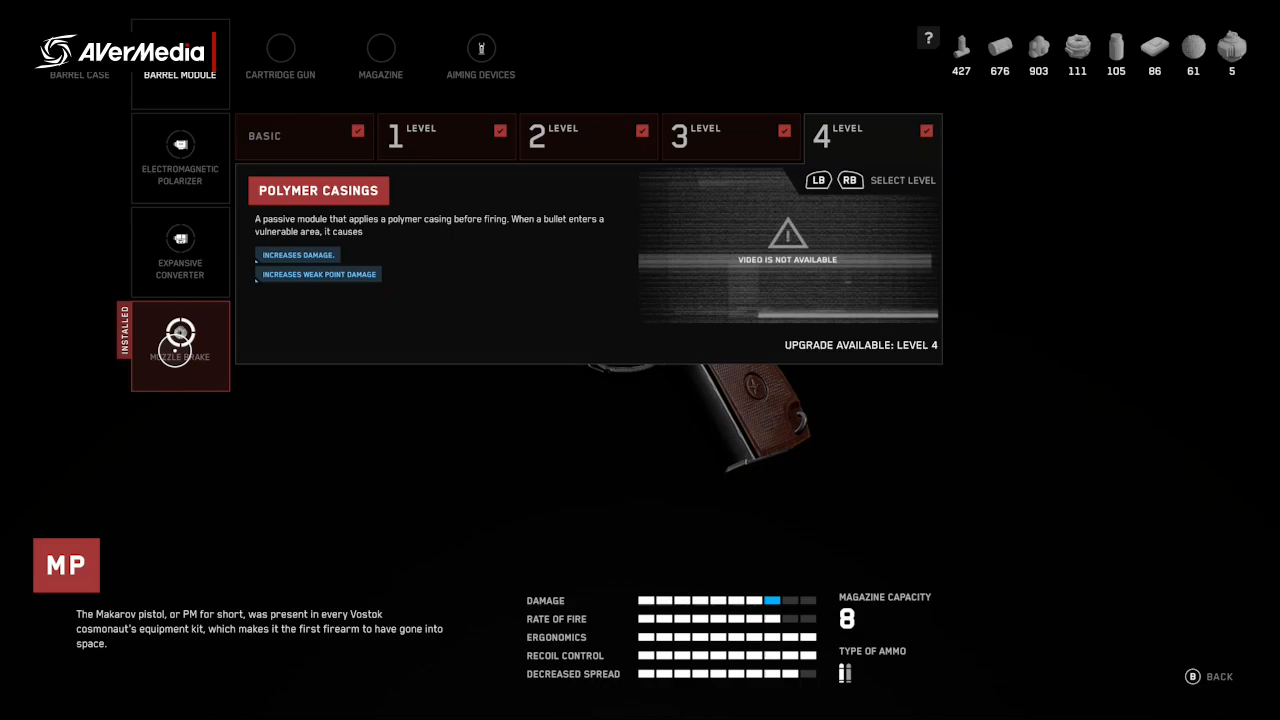 AVerMedia
BARREL CASE
BARREL MODULE
CARTRIDGE GUN
MAGAZINE
AIMING DEVICES
?
427
676
903
111
105
86
61
5
ELECTROMAGNETIC
POLARIZER
EXPANSIVE
CONVERTER
INSTALLED
MUZZLE BRAKE
BASIC
1 LEVEL
2 LEVEL
3 LEVEL
4 LEVEL
LB RB SELECT LEVEL
POLYMER CASINGS
A passive module that applies a polymer casing before firing. When a bullet enters a
vulnerable area, it causes
INCREASES DAMAGE.
INCREASES WEAK POINT DAMAGE
VIDEO IS NOT AVAILABLE
UPGRADE AVAILABLE: LEVEL 4
MP
The Makarov pistol, or PM for short, was present in every Vostok
cosmonaut's equipment kit, which makes it the first firearm to have gone into
space.
DAMAGE
RATE OF FIRE
ERGONOMICS
RECOIL CONTROL
DECREASED SPREAD
MAGAZINE CAPACITY
8
TYPE OF AMMO
B BACK